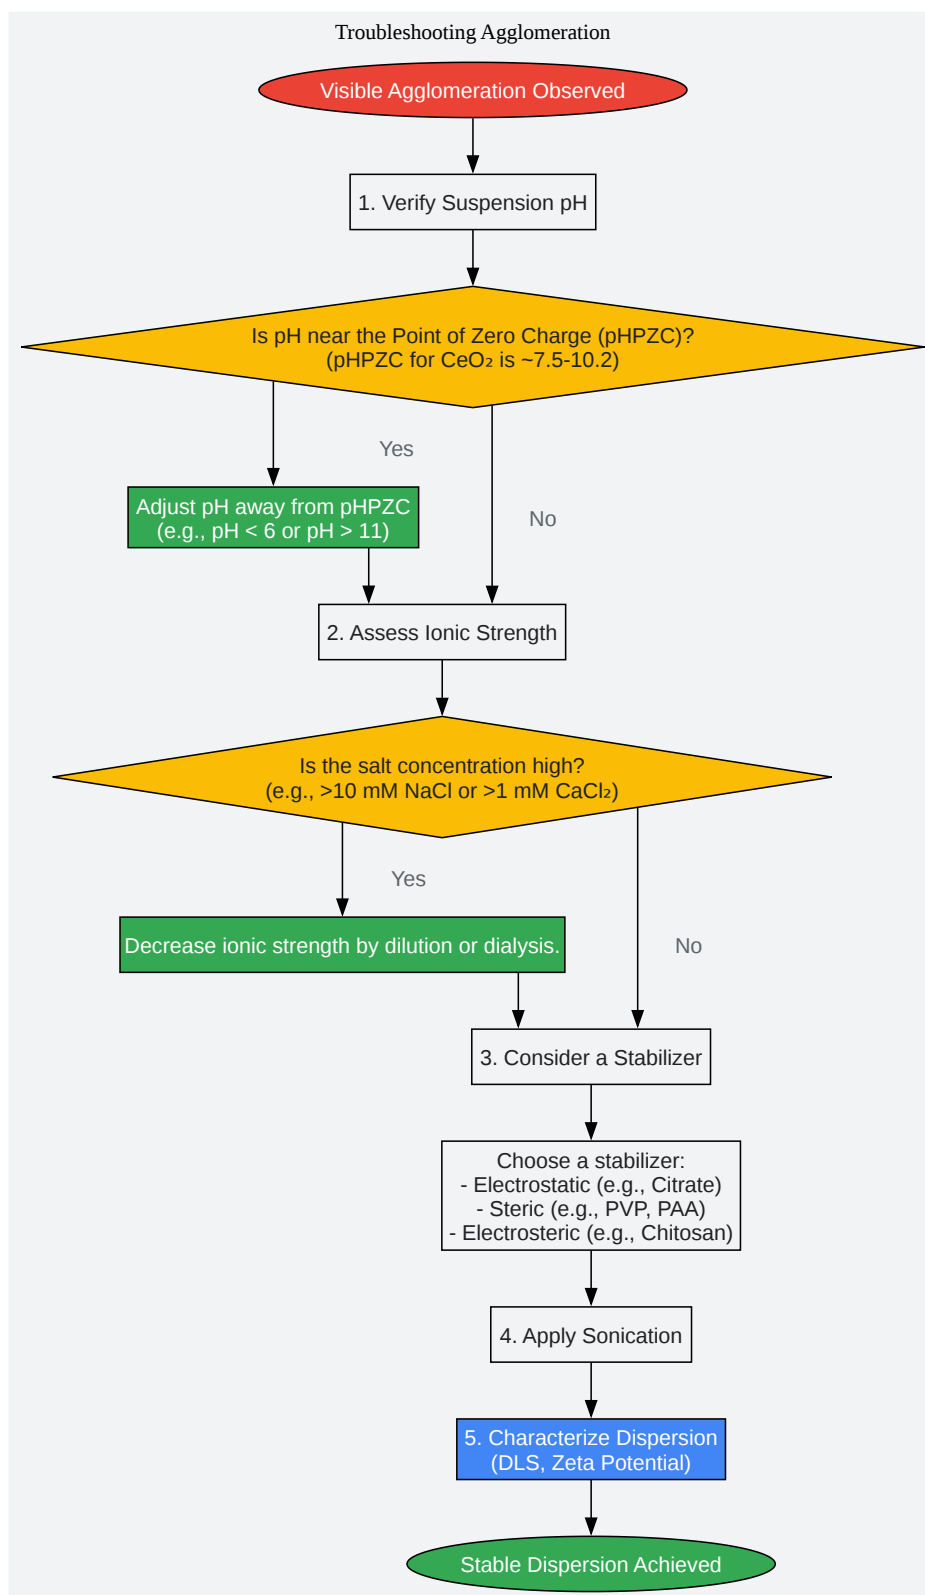 Troubleshooting Agglomeration
Visible Agglomeration Observed
1. Verify Suspension pH
Is pH near the Point of Zero Charge (pHPZC)?
(pHPZC for CeO₂ is ~7.5-10.2)
Yes
Adjust pH away from pHPZC
(e.g., pH < 6 or pH > 11)
No
2. Assess Ionic Strength
Is the salt concentration high?
(e.g., >10 mM NaCl or >1 mM CaCl₂)
Yes
Decrease ionic strength by dilution or dialysis.
No
3. Consider a Stabilizer
Choose a stabilizer:
- Electrostatic (e.g., Citrate)
- Steric (e.g., PVP, PAA)
- Electrosteric (e.g., Chitosan)
4. Apply Sonication
5. Characterize Dispersion
(DLS, Zeta Potential)
Stable Dispersion Achieved